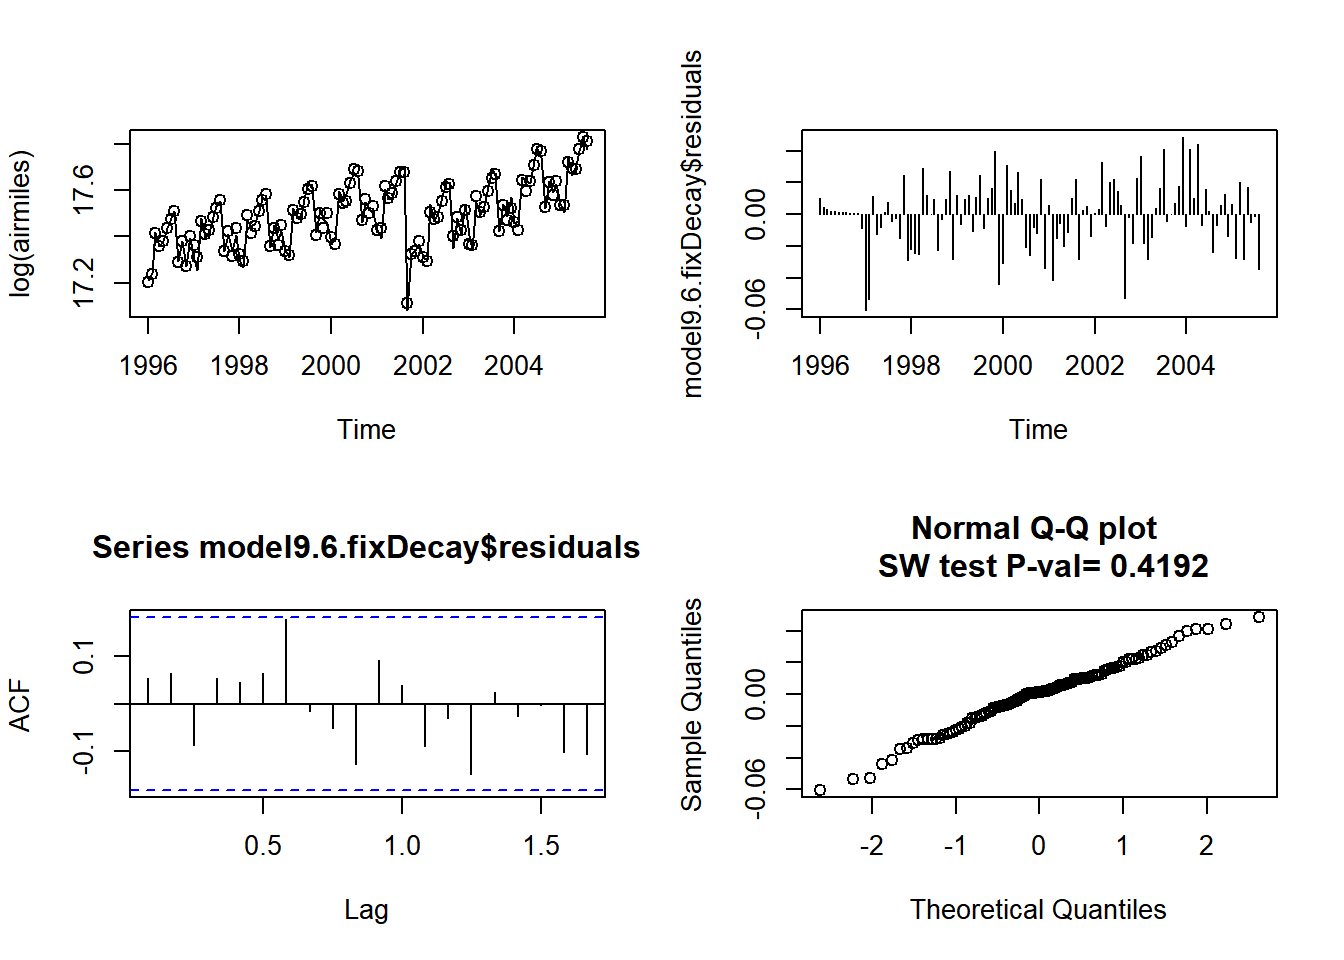 log(airmiles)
17.6
17.2
1996 1998 2000 2002 2004
Time
model9.6.fixDecay$residuals
0.00
-0.06
1996 1998 2000 2002 2004
Time
Series model9.6.fixDecay$residuals
ACF
0.1
-0.1
0.5 1.0 1.5
Lag
Normal Q-Q plot
SW test P-val= 0.4192
Sample Quantiles
0.00
-0.06
-2 -1 0 1 2
Theoretical Quantiles